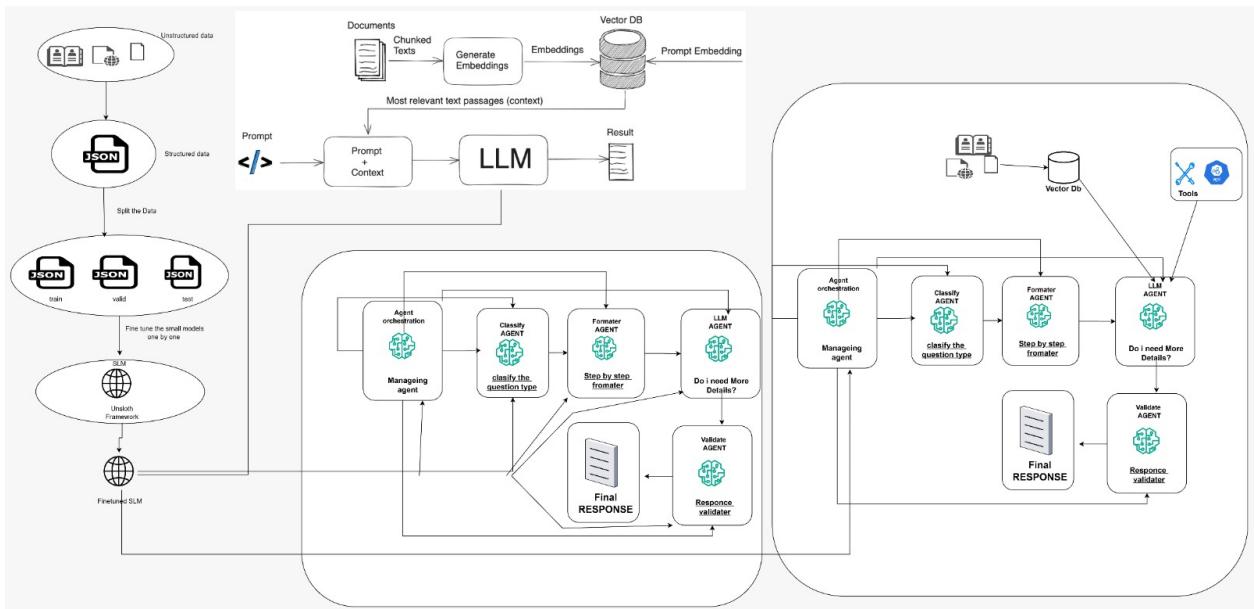 Unstructured data
JSON
Structured data
Split the Data
JSON
JSON
JSON
train
valid
test
Fine tune the small models
one by one
SLM
Unsloth
Framework
Finetuned SLM
Documents
Chunked
Texts
Generate
Embeddings
Embeddings
Vector DB
Prompt Embedding
Most relevant text passages (context)
Prompt
</>
Prompt
+
Context
LLM
Result
Agent
orchestration
Manageing
agent
Classify
AGENT
clasify the
question type
Formater
AGENT
Step by step
fromater
LLM
AGENT
Do i need More
Details?
Validate
AGENT
Responce
validater
Final
RESPONSE
Vector Db
Tools
Agent
orchestration
Manageing
agent
Classify
AGENT
clasify the
question type
Formater
AGENT
Step by step
fromater
LLM
AGENT
Do i need More
Details?
Validate
AGENT
Responce
validater
Final
RESPONSE